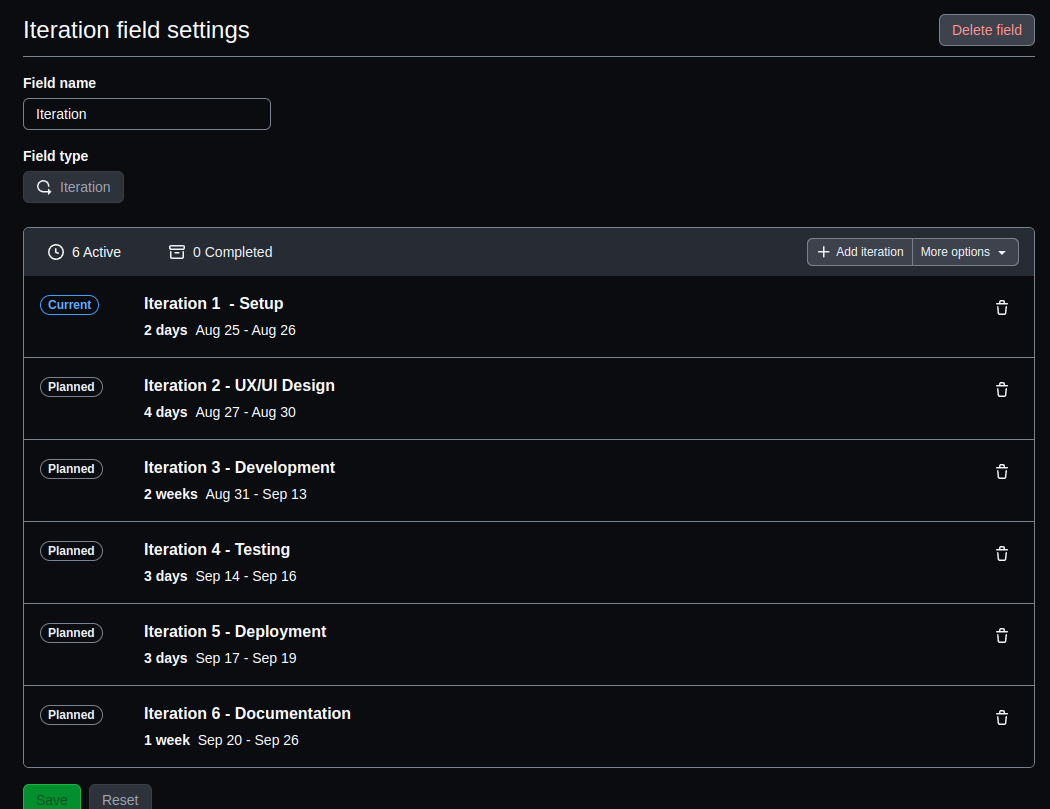 Iteration field settings
Delete field
Field name
Iteration
Field type
Iteration
6 Active
0 Completed
Add iteration
More options
Current
Iteration 1  - Setup
2 days Aug 25 - Aug 26
Planned
Iteration 2 - UX/UI Design
4 days Aug 27 - Aug 30
Planned
Iteration 3 - Development
2 weeks Aug 31 - Sep 13
Planned
Iteration 4 - Testing
3 days Sep 14 - Sep 16
Planned
Iteration 5 - Deployment
3 days Sep 17 - Sep 19
Planned
Iteration 6 - Documentation
1 week Sep 20 - Sep 26
Save
Reset